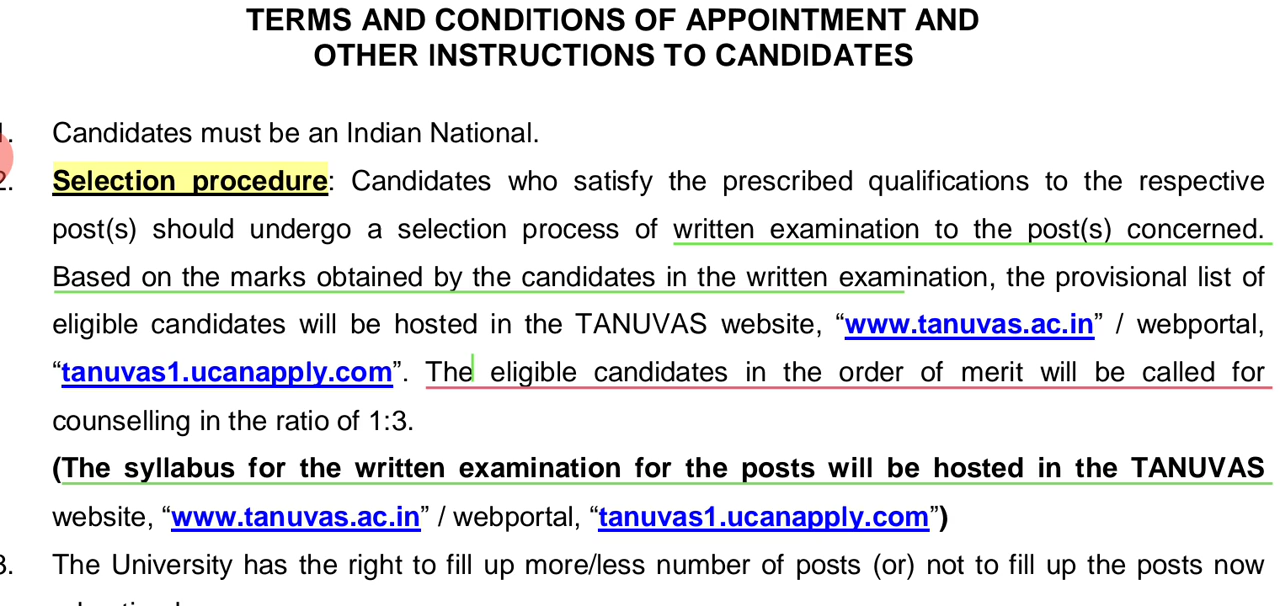 TERMS AND CONDITIONS OF APPOINTMENT AND
OTHER INSTRUCTIONS TO CANDIDATES
1. Candidates must be an Indian National.
2. Selection procedure: Candidates who satisfy the prescribed qualifications to the respective
post(s) should undergo a selection process of written examination to the post(s) concerned.
Based on the marks obtained by the candidates in the written examination, the provisional list of
eligible candidates will be hosted in the TANUVAS website, “www.tanuvas.ac.in” / webportal,
“tanuvas1.ucanapply.com”. The eligible candidates in the order of merit will be called for
counselling in the ratio of 1:3.
(The syllabus for the written examination for the posts will be hosted in the TANUVAS
website, “www.tanuvas.ac.in” / webportal, “tanuvas1.ucanapply.com”)
3. The University has the right to fill up more/less number of posts (or) not to fill up the posts now